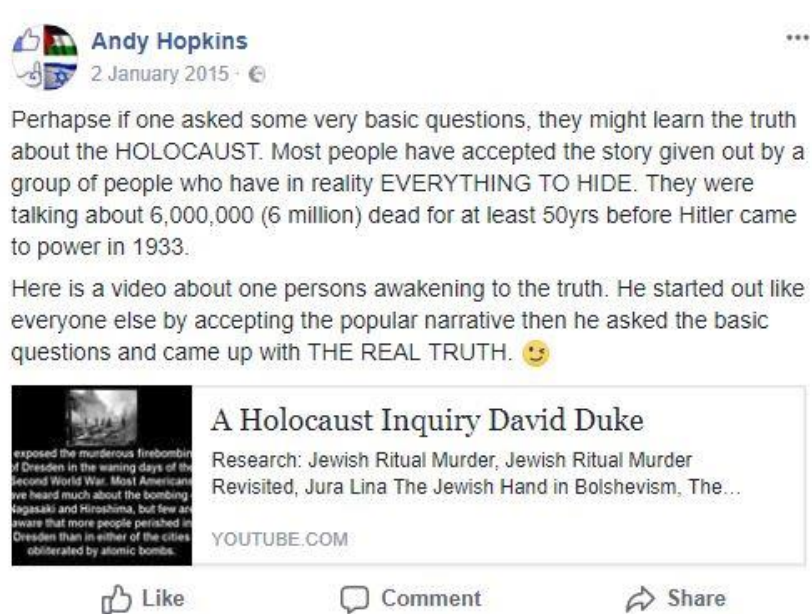 Andy Hopkins
2 January 2015
Perhapse if one asked some very basic questions, they might learn the truth
about the HOLOCAUST. Most people have accepted the story given out by a
group of people who have in reality EVERYTHING TO HIDE. They were
talking about 6,000,000 (6 million) dead for at least 50yrs before Hitler came
to power in 1933.
Here is a video about one persons awakening to the truth. He started out like
everyone else by accepting the popular narrative then he asked the basic
questions and came up with THE REAL TRUTH.
exposed the murderous firebombin
of Dresden in the waning days of the
Second World War. Most Americans
ve heard much about the bombing
Nagasaki and Hiroshima, but few are
aware that more people perished in
Dresden than in either of the cities
obliterated by atomic bombs.
A Holocaust Inquiry David Duke
Research: Jewish Ritual Murder, Jewish Ritual Murder
Revisited, Jura Lina The Jewish Hand in Bolshevism, The...
YOUTUBE.COM
Like Comment Share